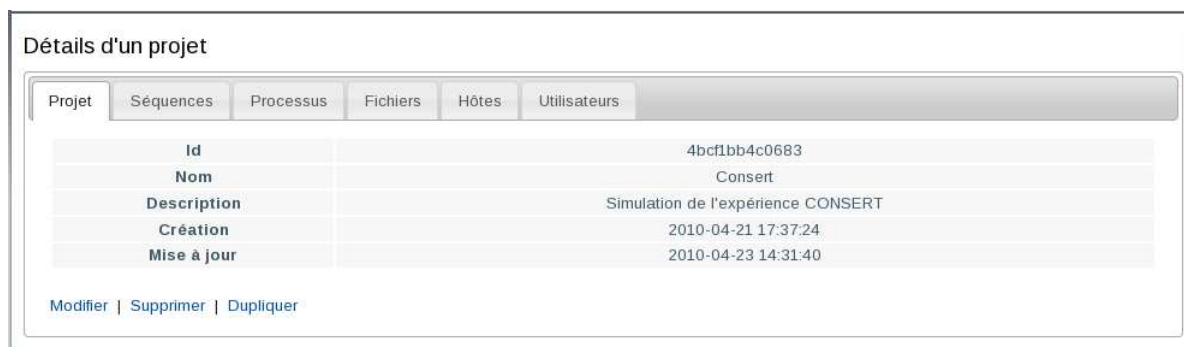 Détails d'un projet
Projet Séquences Processus Fichiers Hôtes Utilisateurs
Id 4bcf1bb4c0683
Nom Consert
Description Simulation de l'expérience CONSERT
Création 2010-04-21 17:37:24
Mise à jour 2010-04-23 14:31:40
Modifier | Supprimer | Dupliquer